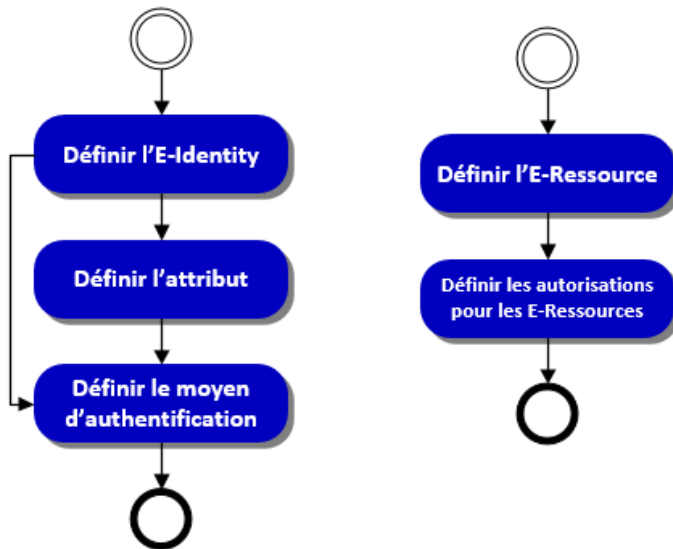 Définir l'E-Identity
Définir l'attribut
Définir le moyen
d'authentification
Définir l'E-Ressource
Définir les autorisations
pour les E-Ressources